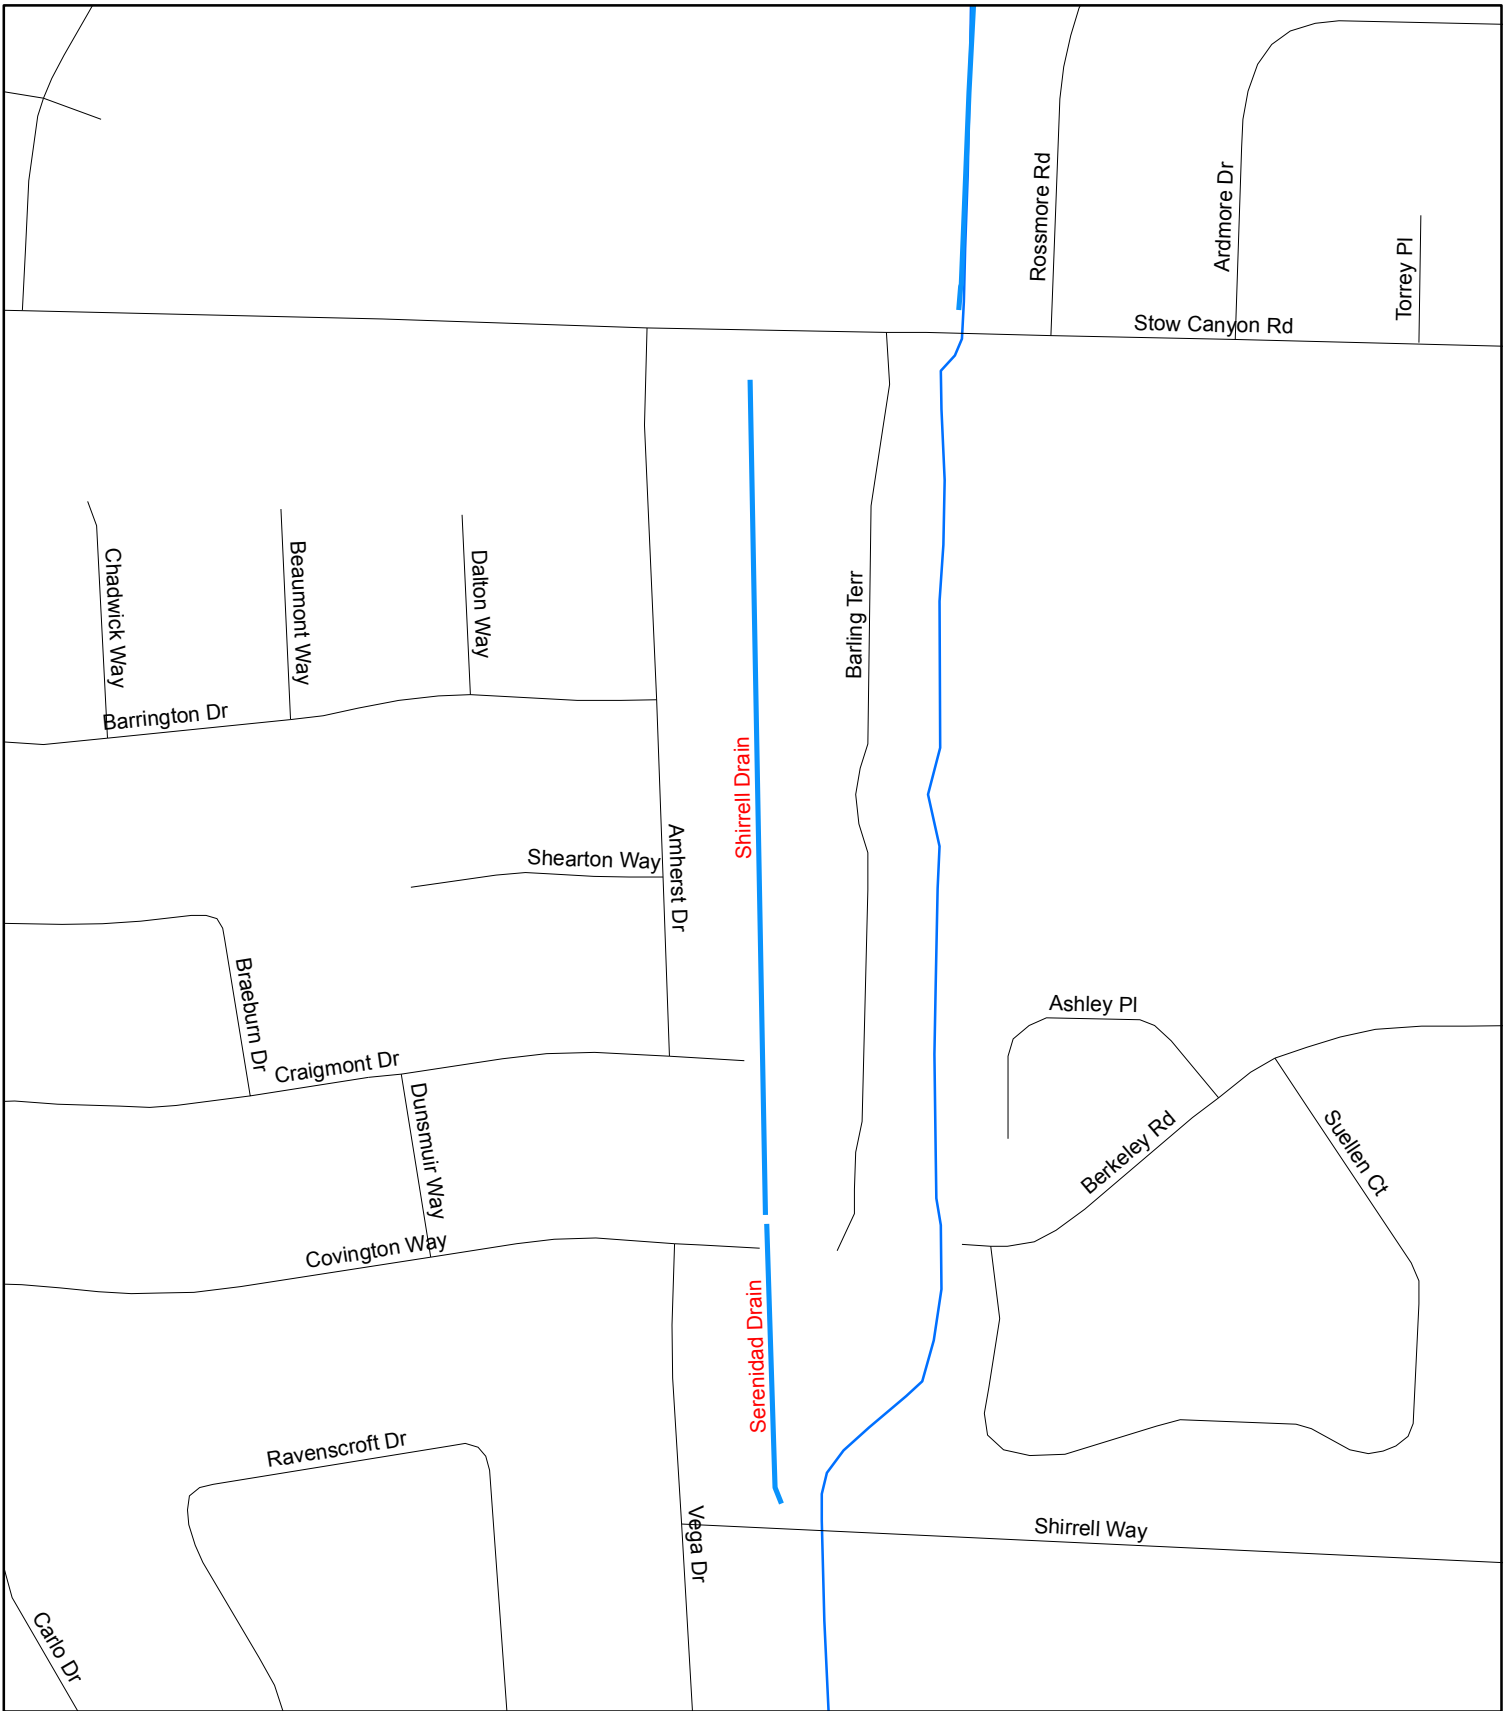 Rossmore Rd
Ardmore Dr
Torrey Pl
Stow Canyon Rd
Chadwick Way
Beaumont Way
Dalton Way
Barling Terr
Barrington Dr
Shirrell Drain
Amherst Dr
Shearton Way
Braeburn Dr
Ashley Pl
Craigmont Dr
Dunsmuir Way
Berkeley Rd
Suellen Ct
Covington Way
Serenidad Drain
Ravenscroft Dr
Vega Dr
Shirrell Way
Carlo Dr